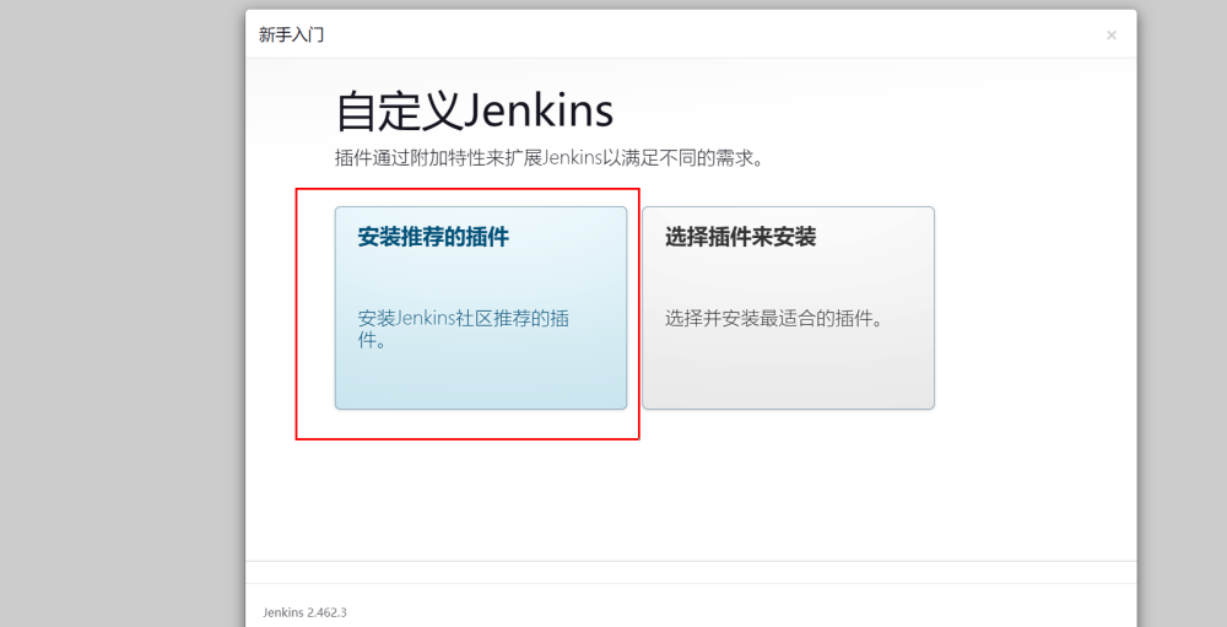 新手入门
×
自定义Jenkins
插件通过附加特性来扩展Jenkins以满足不同的需求。
安装推荐的插件
安装Jenkins社区推荐的插
件。
选择插件来安装
选择并安装最适合的插件。
Jenkins 2.462.3